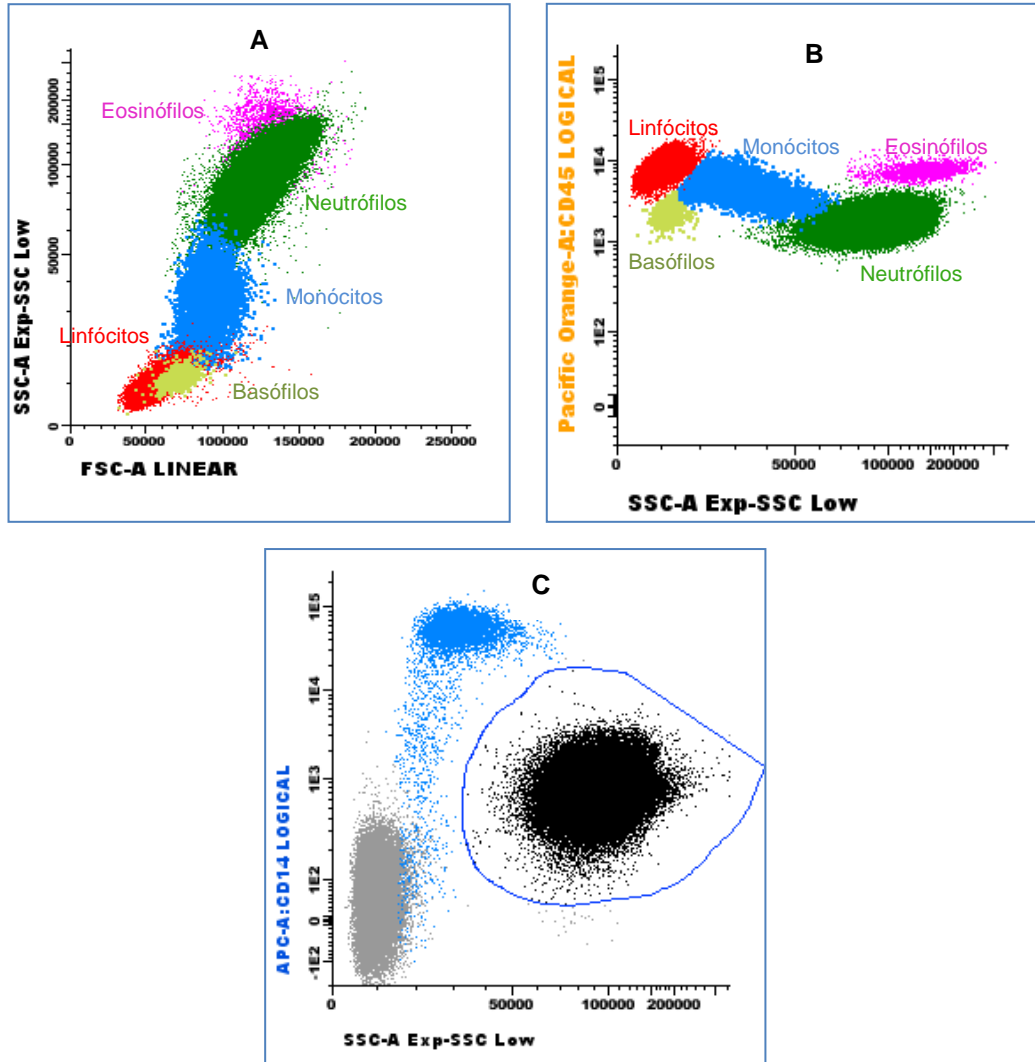 A
Eosinófilos
Neutrófilos
Monócitos
Linfócitos
Basófilos
200000
100000
50000
0
SSC-A Exp-SSC Low
0 50000 100000 150000 200000 250000
FSC-A LINEAR
B
Linfócitos
Monócitos
Eosinófilos
Basófilos
Neutrófilos
1E5
1E4
1E3
1E2
0
Pacific Orange-A:CD45 LOGICAL
0 50000 100000 200000
SSC-A Exp-SSC Low
C
1E5
1E4
1E3
1E2
0
-1E2
APC-A:CD14 LOGICAL
0 50000 100000 200000
SSC-A Exp-SSC Low